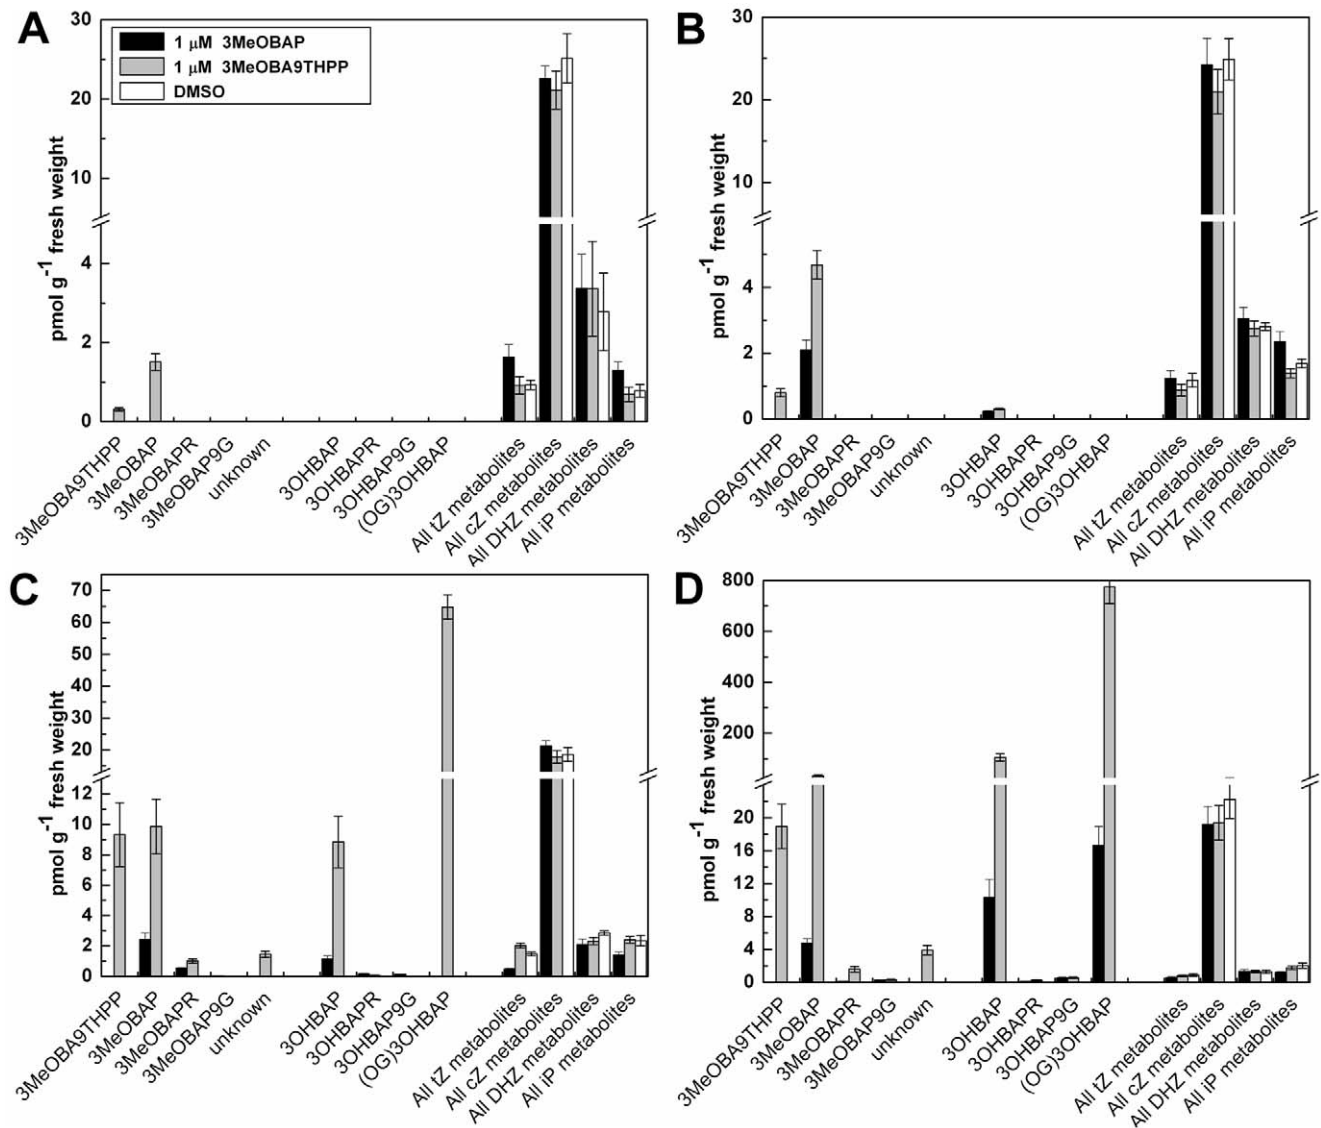 A
30
20
10
4
2
0
pmol g-1 fresh weight
1 μM 3MeOBAP
1 μM 3MeOBA9THPP
DMSO
3MeOBA9THPP
3MeOBAP
3MeOBAPR
3MeOBAP9G
unknown
3OHBAP
3OHBAPR
3OHBAP9G
(OG)3OHBAP
All tZ metabolites
All cZ metabolites
All DHZ metabolites
All iP metabolites
B
30
20
10
4
2
0
pmol g-1 fresh weight
3MeOBA9THPP
3MeOBAP
3MeOBAPR
3MeOBAP9G
unknown
3OHBAP
3OHBAPR
3OHBAP9G
(OG)3OHBAP
All tZ metabolites
All cZ metabolites
All DHZ metabolites
All iP metabolites
C
70
60
50
40
30
20
12
10
8
6
4
2
0
pmol g-1 fresh weight
3MeOBA9THPP
3MeOBAP
3MeOBAPR
3MeOBAP9G
unknown
3OHBAP
3OHBAPR
3OHBAP9G
(OG)3OHBAP
All tZ metabolites
All cZ metabolites
All DHZ metabolites
All iP metabolites
D
800
600
400
200
20
16
12
8
4
0
pmol g-1 fresh weight
3MeOBA9THPP
3MeOBAP
3MeOBAPR
3MeOBAP9G
unknown
3OHBAP
3OHBAPR
3OHBAP9G
(OG)3OHBAP
All tZ metabolites
All cZ metabolites
All DHZ metabolites
All iP metabolites